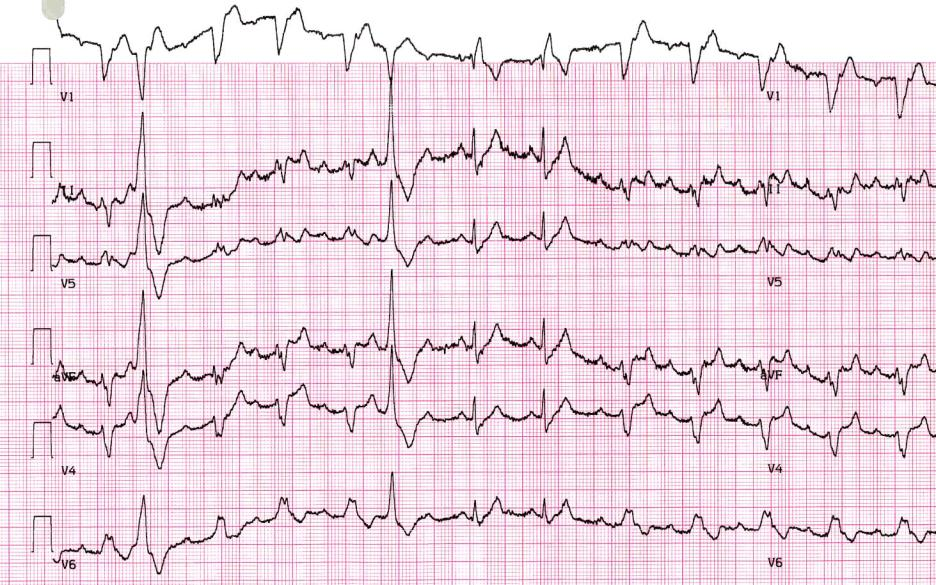 V1 V1
II II
V5 V5
aVF aVF
V4 V4
V6 V6